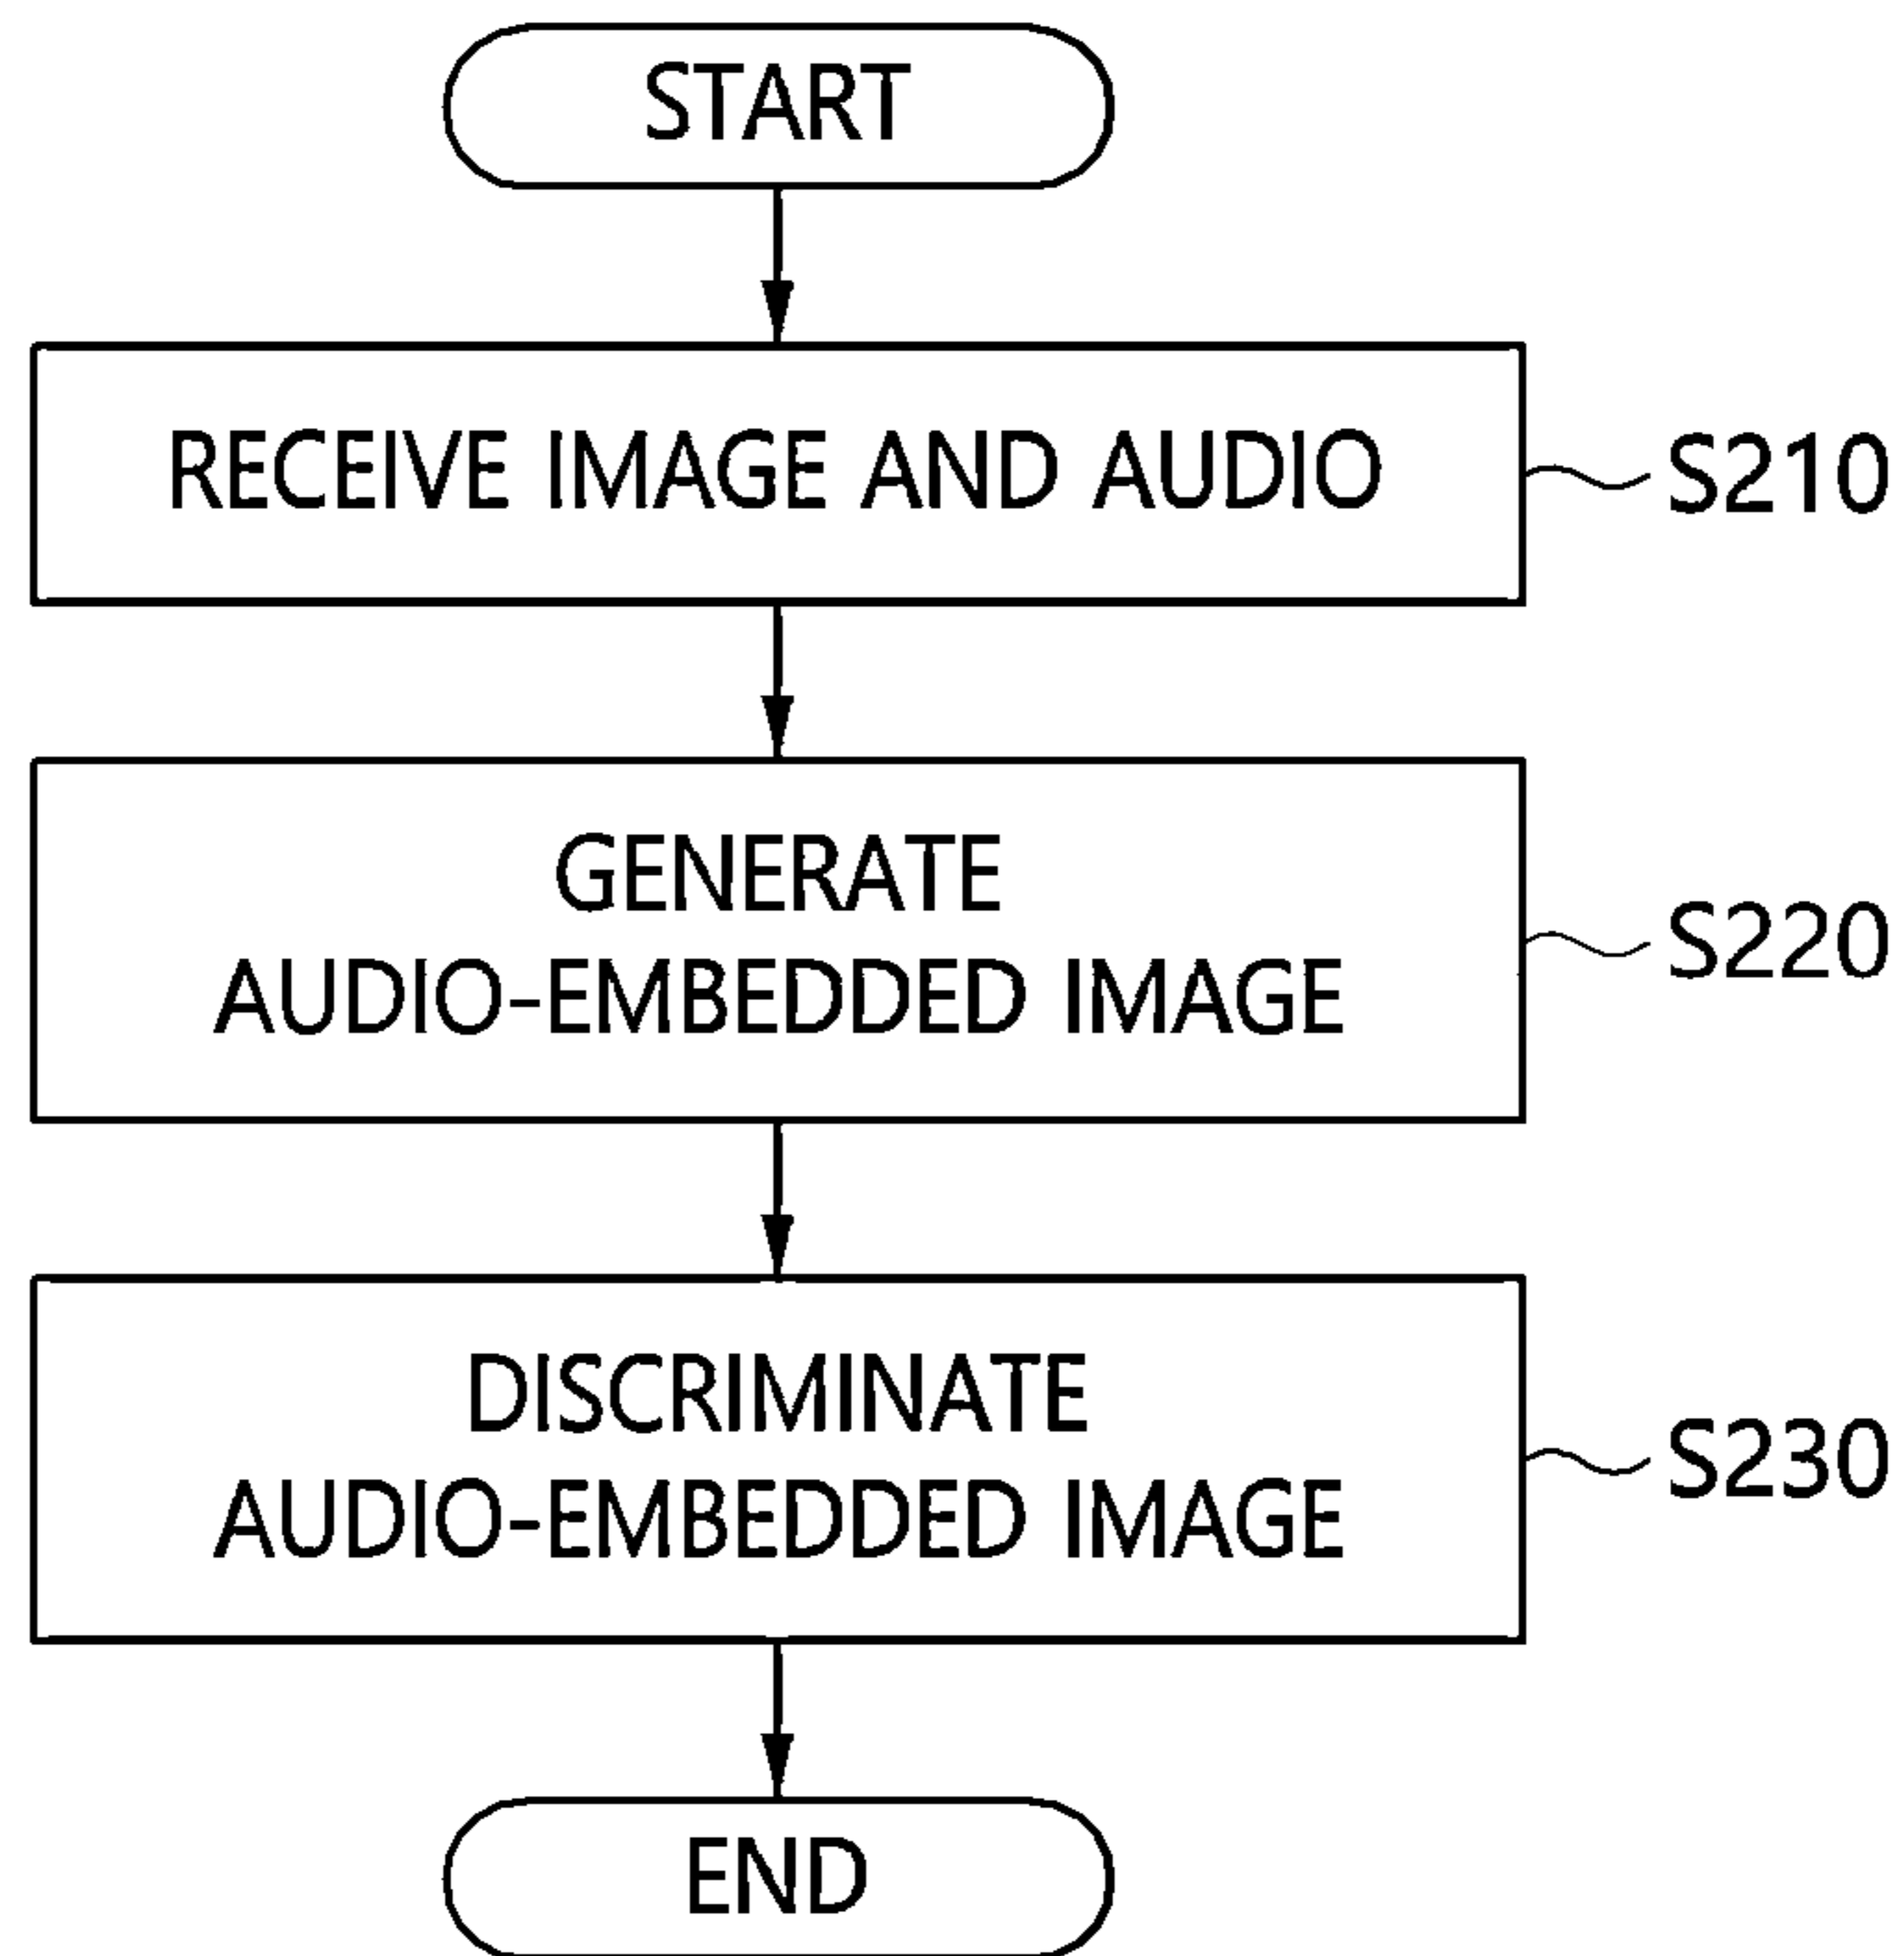 START
RECEIVE IMAGE AND AUDIO
S210
GENERATE
AUDIO-EMBEDDED IMAGE
S220
DISCRIMINATE
AUDIO-EMBEDDED IMAGE
S230
END